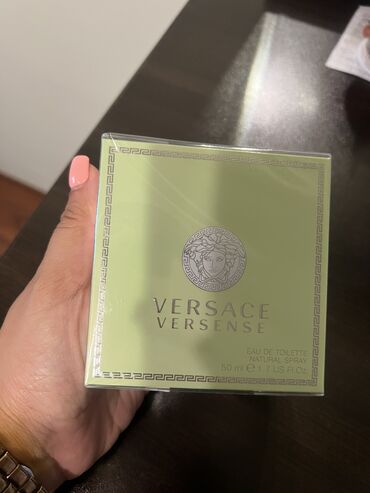 VERSACE
VERSENSE
EAU DE TOILETTE
NATURAL SPRAY
50 ml ℮ 1.7 US Fl.Oz.